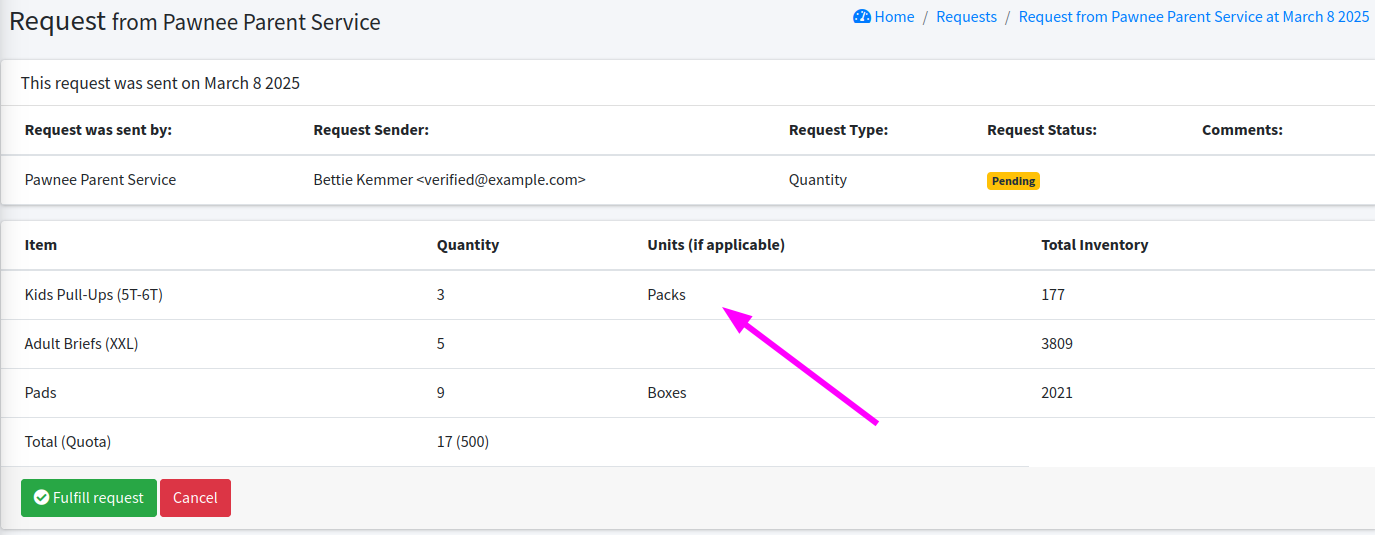 Request from Pawnee Parent Service
Home / Requests / Request from Pawnee Parent Service at March 8 2025
This request was sent on March 8 2025
Request was sent by: Request Sender: Request Type: Request Status: Comments:
Pawnee Parent Service Bettie Kemmer <verified@example.com> Quantity Pending
Item Quantity Units (if applicable) Total Inventory
Kids Pull-Ups (5T-6T) 3 Packs 177
Adult Briefs (XXL) 5 3809
Pads 9 Boxes 2021
Total (Quota) 17 (500)
Fulfill request Cancel